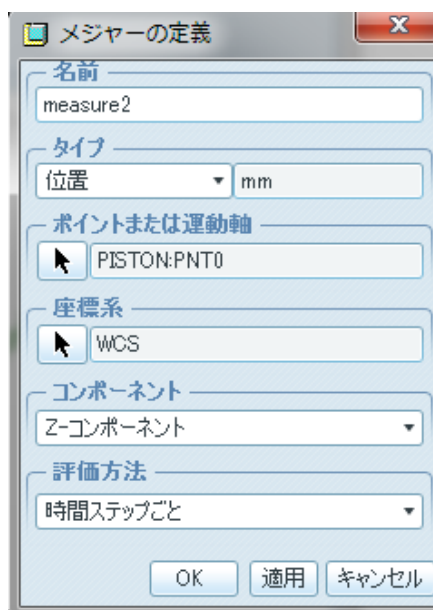 メジャーの定義
名前
measure2
タイプ
位置 mm
ポイントまたは運動軸
PISTON:PNT0
座標系
WCS
コンポーネント
Z-コンポーネント
評価方法
時間ステップごと
OK 適用 キャンセル